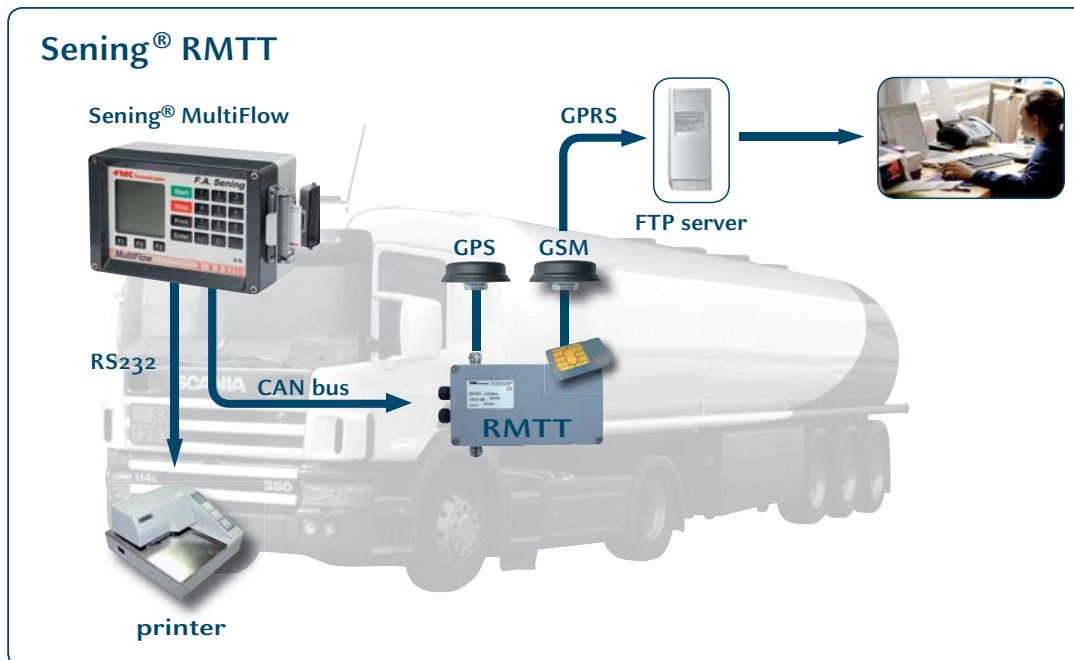 Sening® RMTT
Sening® MultiFlow
FMC Technologies
F.A. Sening
Start
Stop
Print
Enter
F1 F2 F3
MultiFlow
GPRS
FTP server
GPS
GSM
RS232
CAN bus
SCANIA
RMTT
114L
380
printer